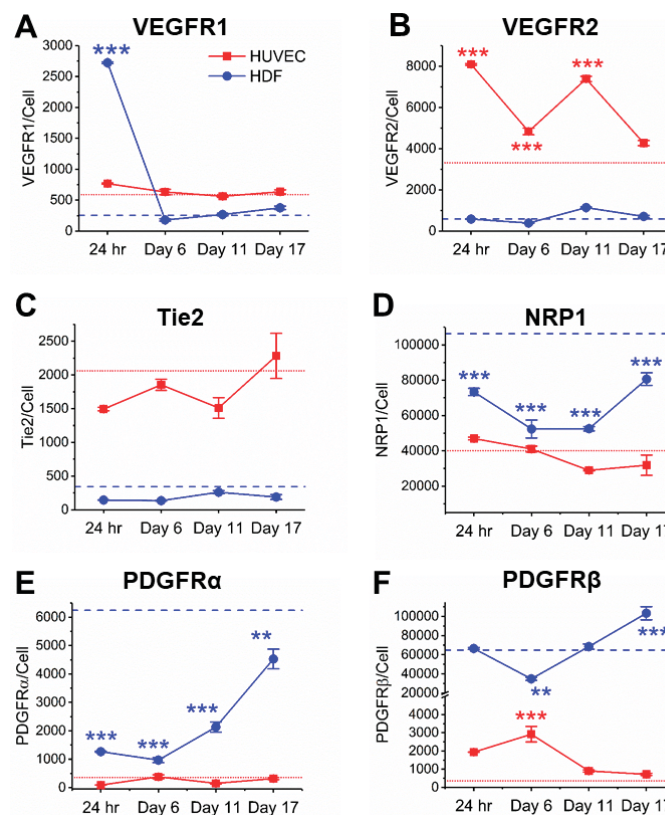 A
VEGFR1
VEGFR1/Cell
3000
2500
2000
1500
1000
500
0
***
HUVEC
HDF
24 hr Day 6 Day 11 Day 17
B
VEGFR2
VEGFR2/Cell
8000
6000
4000
2000
0
***
***
***
24 hr Day 6 Day 11 Day 17
C
Tie2
Tie2/Cell
2500
2000
1500
1000
500
0
24 hr Day 6 Day 11 Day 17
D
NRP1
NRP1/Cell
100000
80000
60000
40000
20000
***
***
***
***
24 hr Day 6 Day 11 Day 17
E
PDGFRα
PDGFRα/Cell
6000
5000
4000
3000
2000
1000
0
***
***
***
**
24 hr Day 6 Day 11 Day 17
F
PDGFRβ
PDGFRβ/Cell
100000
80000
60000
40000
20000
4000
3000
2000
1000
0
**
***
***
24 hr Day 6 Day 11 Day 17